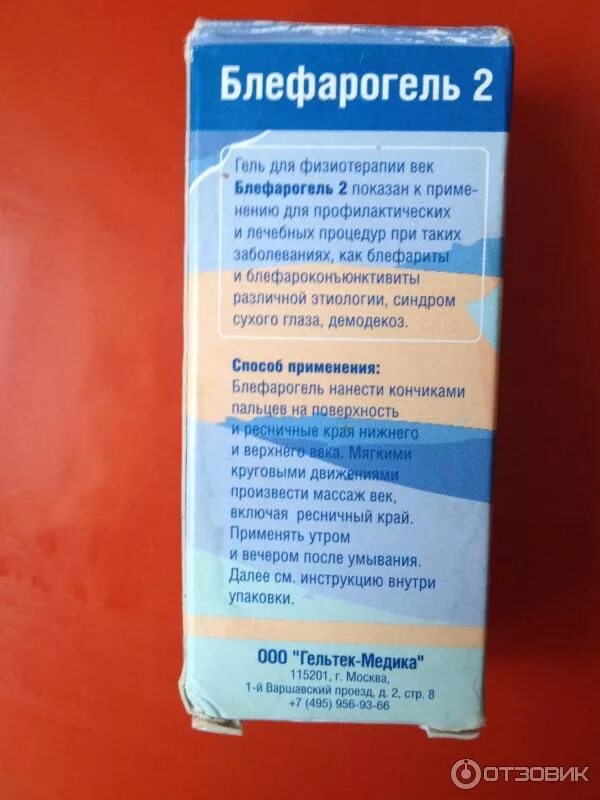 Блефарогель 2
Гель для физиотерапии век
Блефарогель 2 показан к приме-
нению для профилактических
и лечебных процедур при таких
заболеваниях, как блефариты
и блефароконъюнктивиты
различной этиологии, синдром
сухого глаза, демодекоз.
Способ применения:
Блефарогель нанести кончиками
пальцев на поверхность
и ресничные края нижнего
и верхнего века. Мягкими
круговыми движениями
произвести массаж век,
включая ресничный край.
Применять утром
и вечером после умывания.
Далее см. инструкцию внутри
упаковки.
ООО "Гельтек-Медика"
115201, г. Москва,
1-й Варшавский проезд, д. 2, стр. 8
+7 (495) 956-93-66
ОТЗОВИК